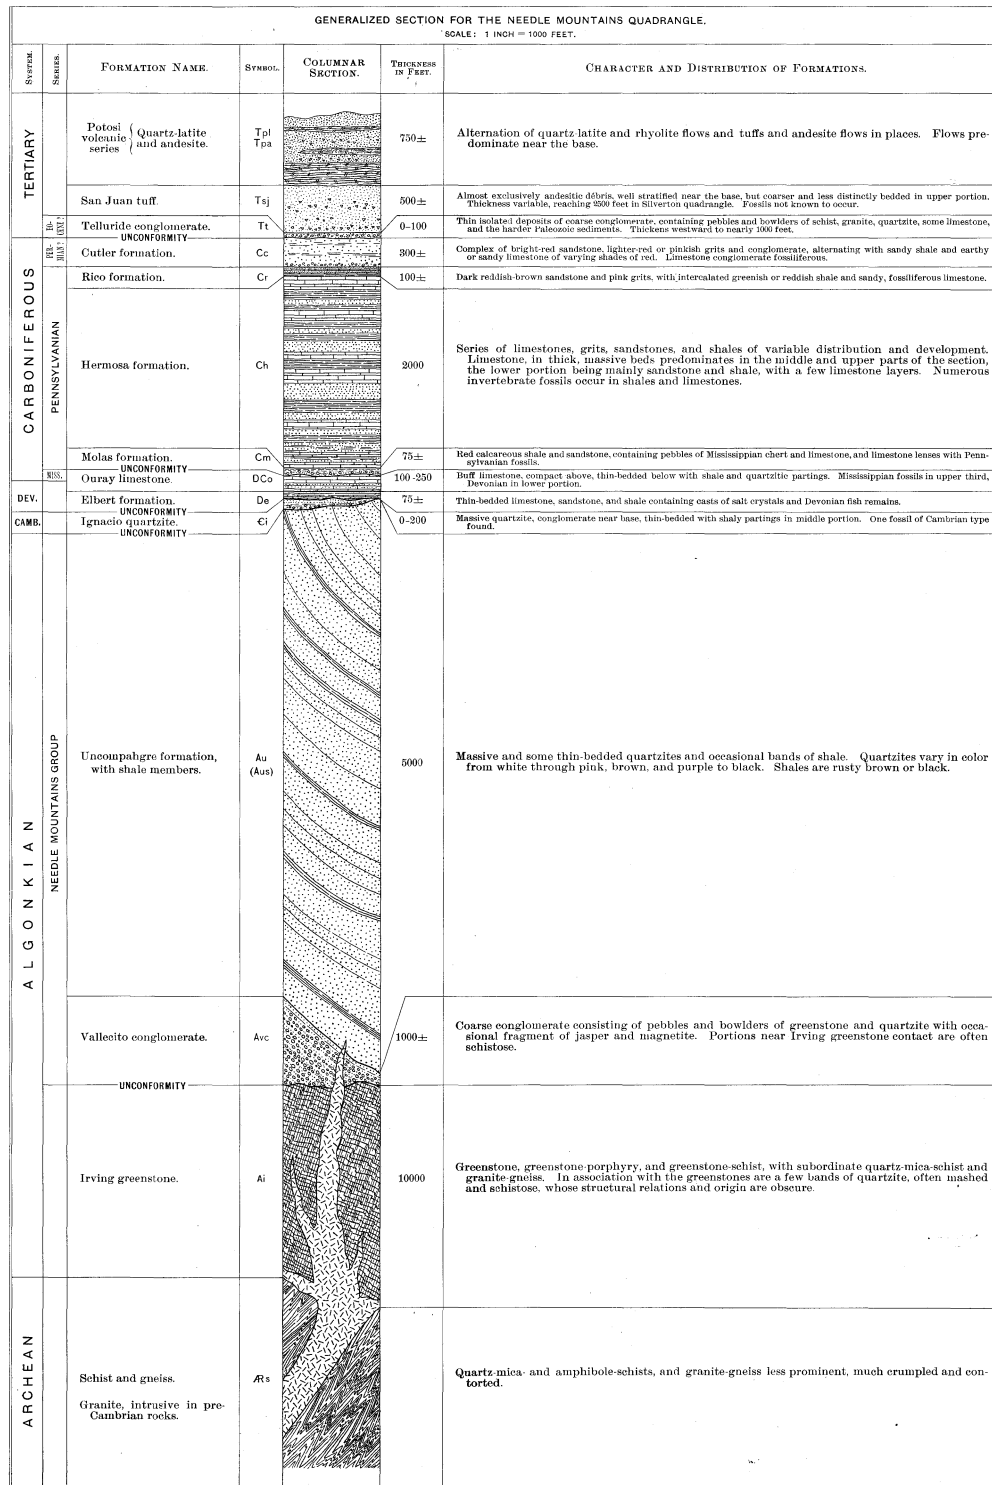 GENERALIZED SECTION FOR THE NEEDLE MOUNTAINS QUADRANGLE.
SCALE: 1 INCH = 1000 FEET.
SYSTEM.
SERIES.
FORMATION NAME.
SYMBOL.
COLUMNAR
SECTION.
THICKNESS
IN FEET.
CHARACTER AND DISTRIBUTION OF FORMATIONS.
TERTIARY
Potosi
volcanic
series
Quartz-latite
and andesite.
Tpl
Tpa
750±
Alternation of quartz-latite and rhyolite flows and tuffs and andesite flows in places. Flows pre-
dominate near the base.
San Juan tuff.
Tsj
500±
Almost exclusively andesitic débris, well stratified near the base, but coarser and less distinctly bedded in upper portion.
Thickness variable, reaching 2500 feet in Silverton quadrangle. Fossils not known to occur.
EO-
CENE?
Telluride conglomerate.
Tt
0–100
Thin isolated deposits of coarse conglomerate, containing pebbles and bowlders of schist, granite, quartzite, some limestone,
and the harder Paleozoic sediments. Thickens westward to nearly 1000 feet.
UNCONFORMITY
CARBONIFEROUS
PER-
MIAN?
Cutler formation.
Cc
300±
Complex of bright-red sandstone, lighter-red or pinkish grits and conglomerate, alternating with sandy shale and earthy
or sandy limestone of varying shades of red. Limestone conglomerate fossiliferous.
PENNSYLVANIAN
Rico formation.
Cr
100±
Dark reddish-brown sandstone and pink grits, with intercalated greenish or reddish shale and sandy, fossiliferous limestone.
Hermosa formation.
Ch
2000
Series of limestones, grits, sandstones, and shales of variable distribution and development.
Limestone, in thick, massive beds predominates in the middle and upper parts of the section,
the lower portion being mainly sandstone and shale, with a few limestone layers. Numerous
invertebrate fossils occur in shales and limestones.
Molas formation.
Cm
75±
Red calcareous shale and sandstone, containing pebbles of Mississippian chert and limestone, and limestone lenses with Penn-
sylvanian fossils.
UNCONFORMITY
MISS.
Ouray limestone.
DCo
100-250
Buff limestone, compact above, thin-bedded below with shale and quartzitic partings. Mississippian fossils in upper third,
Devonian in lower portion.
DEV.
Elbert formation.
De
75±
Thin-bedded limestone, sandstone, and shale containing casts of salt crystals and Devonian fish remains.
UNCONFORMITY
CAMB.
Ignacio quartzite.
Єi
0-200
Massive quartzite, conglomerate near base, thin-bedded with shaly partings in middle portion. One fossil of Cambrian type
found.
UNCONFORMITY
ALGONKIAN
NEEDLE MOUNTAINS GROUP
Uncompahgre formation,
with shale members.
Au
(Aus)
5000
Massive and some thin-bedded quartzites and occasional bands of shale. Quartzites vary in color
from white through pink, brown, and purple to black. Shales are rusty brown or black.
Vallecito conglomerate.
Avc
1000±
Coarse conglomerate consisting of pebbles and bowlders of greenstone and quartzite with occa-
sional fragment of jasper and magnetite. Portions near Irving greenstone contact are often
schistose.
UNCONFORMITY
Irving greenstone.
Ai
10000
Greenstone, greenstone-porphyry, and greenstone-schist, with subordinate quartz-mica-schist and
granite-gneiss. In association with the greenstones are a few bands of quartzite, often mashed
and schistose, whose structural relations and origin are obscure.
ARCHEAN
Schist and gneiss.
ÆRs
Quartz-mica- and amphibole-schists, and granite-gneiss less prominent, much crumpled and con-
torted.
Granite, intrusive in pre-
Cambrian rocks.